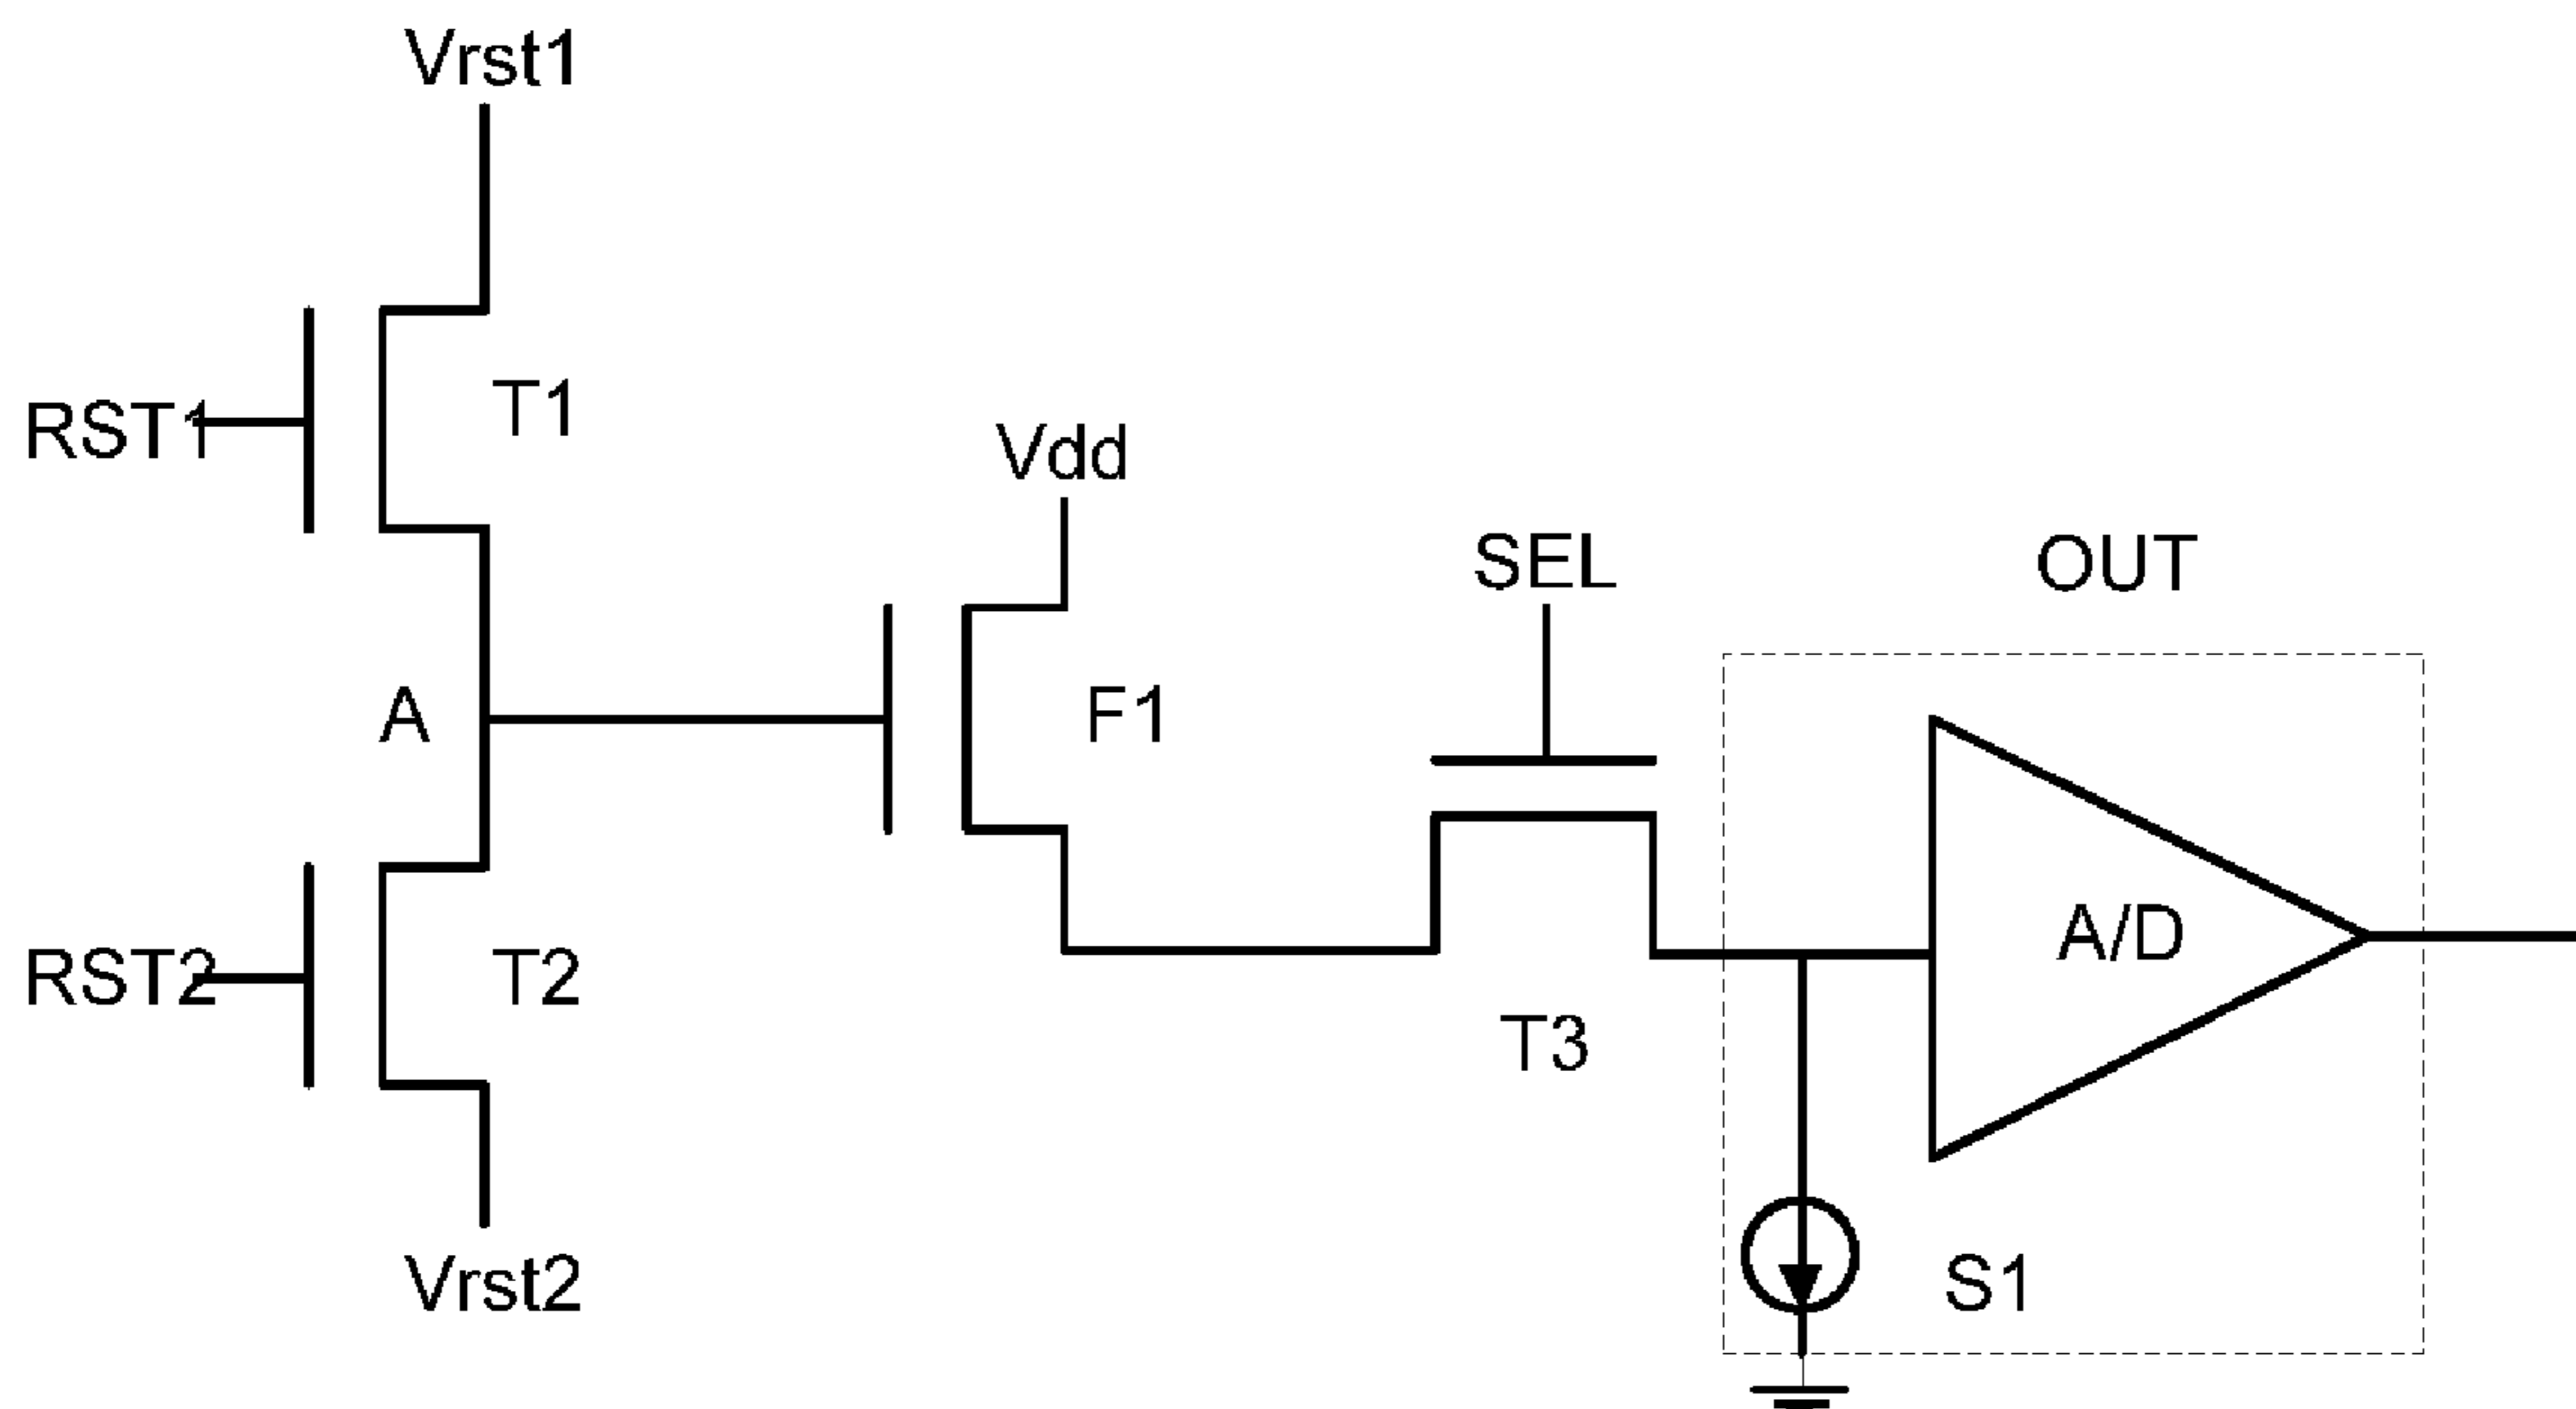 Vrst1
T1
RST1
Vdd
SEL
OUT
A
F1
A/D
RST2
T2
T3
Vrst2
S1